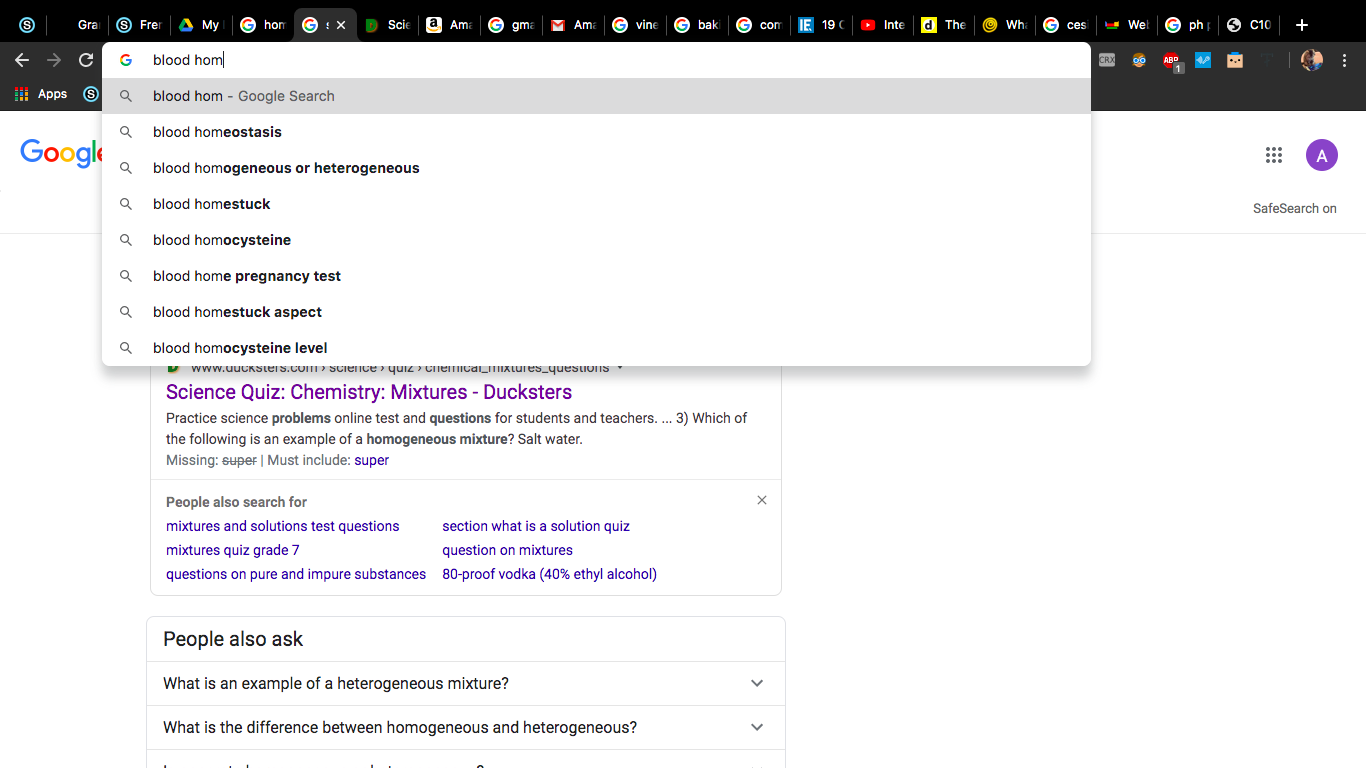 Gra
Fre
My
hom
s
Scie
Ama
gma
Ama
vine
bak
com
19 C
Inte
The
Wha
ces
Wel
ph p
C10
blood hom
CRX
ABP
1
Apps
blood hom - Google Search
blood homeostasis
blood homogeneous or heterogeneous
blood homestuck
blood homocysteine
blood home pregnancy test
blood homestuck aspect
blood homocysteine level
Google
A
SafeSearch on
www.ducksters.com › science › quiz › chemical_mixtures_questions
Science Quiz: Chemistry: Mixtures - Ducksters
Practice science problems online test and questions for students and teachers. ... 3) Which of
the following is an example of a homogeneous mixture? Salt water.
Missing: super | Must include: super
People also search for
mixtures and solutions test questions
section what is a solution quiz
mixtures quiz grade 7
question on mixtures
questions on pure and impure substances
80-proof vodka (40% ethyl alcohol)
People also ask
What is an example of a heterogeneous mixture?
What is the difference between homogeneous and heterogeneous?